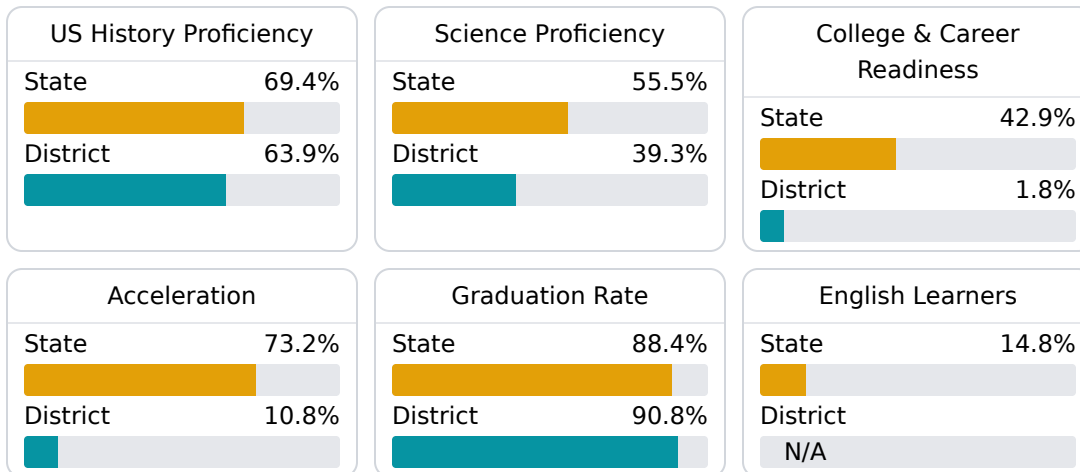 US History Proficiency
State 69.4%
District 63.9%
Science Proficiency
State 55.5%
District 39.3%
College & Career
Readiness
State 42.9%
District 1.8%
Acceleration
State 73.2%
District 10.8%
Graduation Rate
State 88.4%
District 90.8%
English Learners
State 14.8%
District
N/A